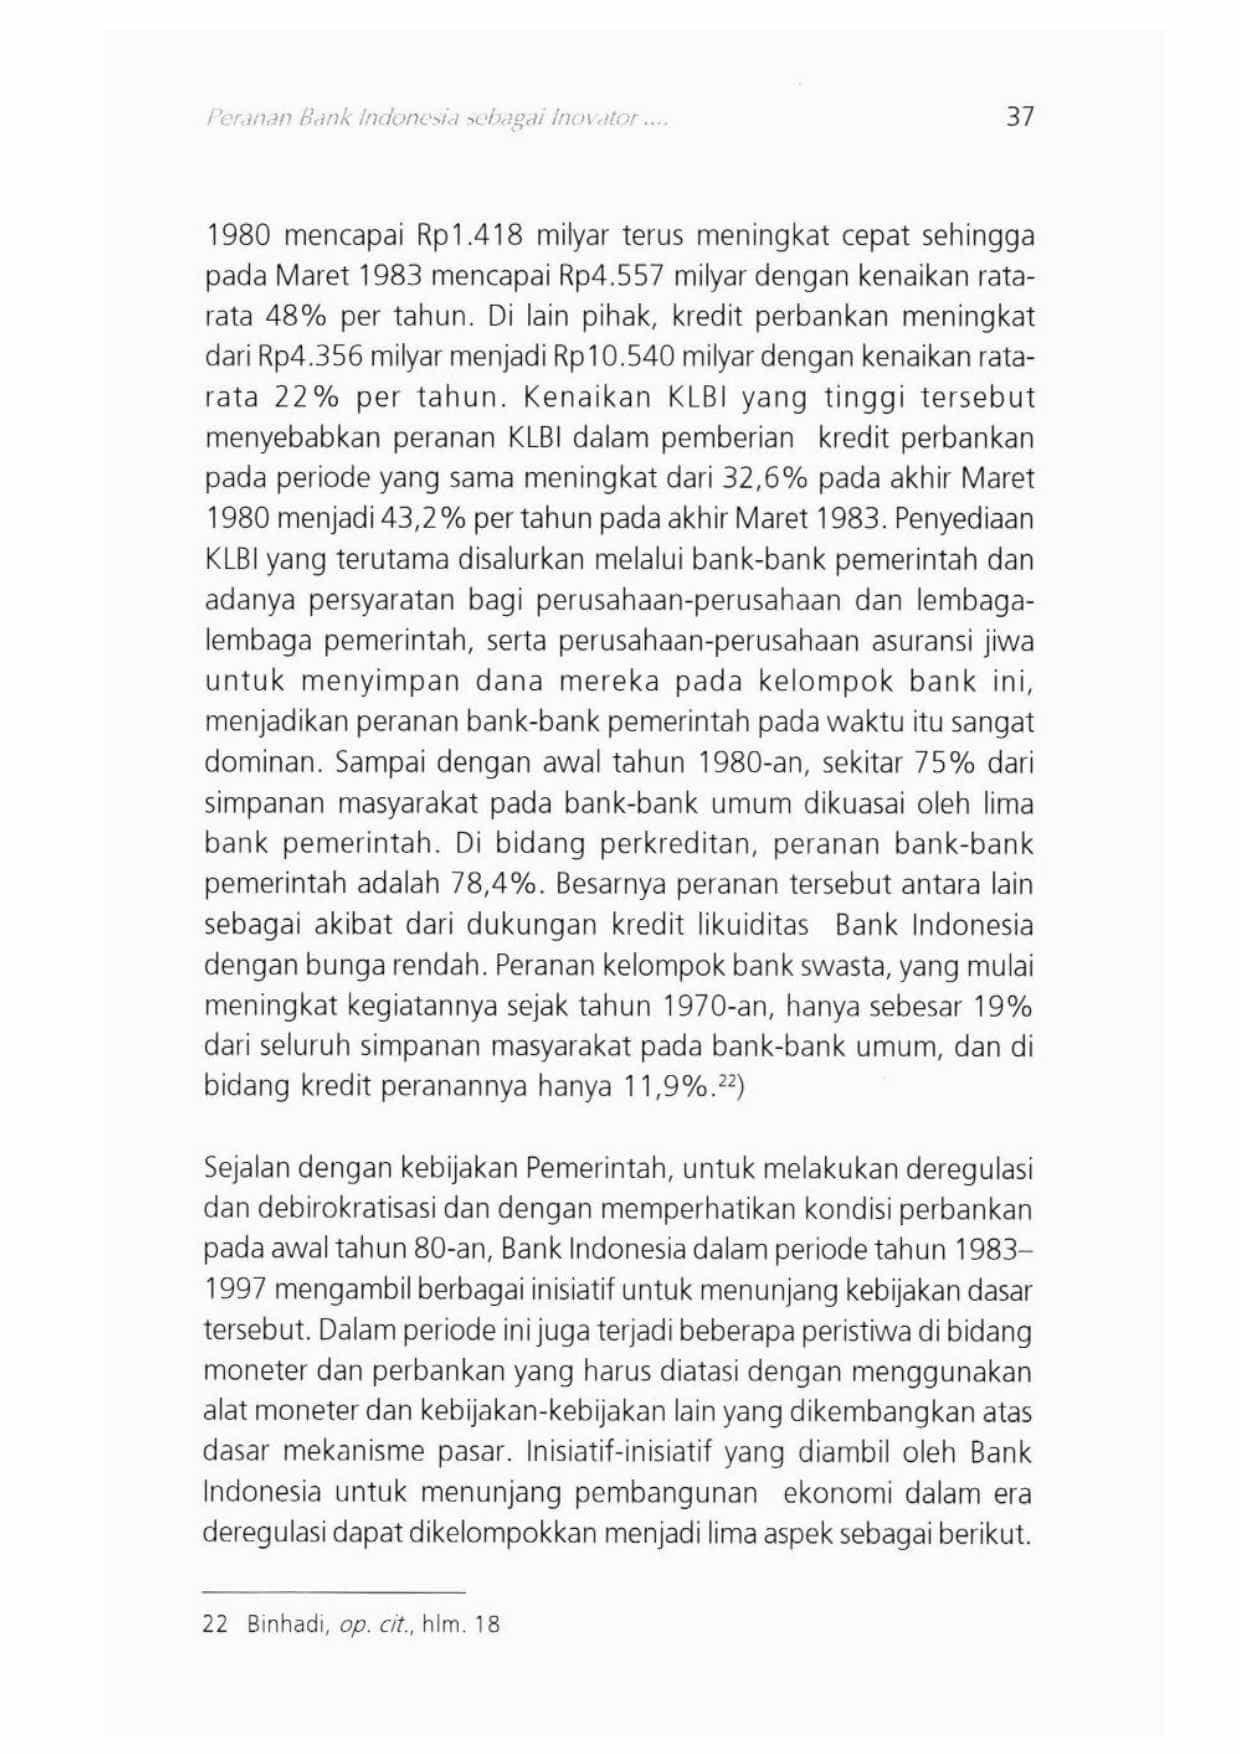 Peranan Bank Indonesia sebagai Inovator ....
37
1980 mencapai Rp1.418 milyar terus meningkat cepat sehingga
pada Maret 1983 mencapai Rp4.557 milyar dengan kenaikan rata-
rata 48% per tahun. Di lain pihak, kredit perbankan meningkat
dari Rp4.356 milyar menjadi Rp10.540 milyar dengan kenaikan rata-
rata 22% per tahun. Kenaikan KLBI yang tinggi tersebut
menyebabkan peranan KLBI dalam pemberian kredit perbankan
pada periode yang sama meningkat dari 32,6% pada akhir Maret
1980 menjadi 43,2% per tahun pada akhir Maret 1983. Penyediaan
KLBI yang terutama disalurkan melalui bank-bank pemerintah dan
adanya persyaratan bagi perusahaan-perusahaan dan lembaga-
lembaga pemerintah, serta perusahaan-perusahaan asuransi jiwa
untuk menyimpan dana mereka pada kelompok bank ini,
menjadikan peranan bank-bank pemerintah pada waktu itu sangat
dominan. Sampai dengan awal tahun 1980-an, sekitar 75% dari
simpanan masyarakat pada bank-bank umum dikuasai oleh lima
bank pemerintah. Di bidang perkreditan, peranan bank-bank
pemerintah adalah 78,4%. Besarnya peranan tersebut antara lain
sebagai akibat dari dukungan kredit likuiditas Bank Indonesia
dengan bunga rendah. Peranan kelompok bank swasta, yang mulai
meningkat kegiatannya sejak tahun 1970-an, hanya sebesar 19%
dari seluruh simpanan masyarakat pada bank-bank umum, dan di
bidang kredit peranannya hanya 11,9%.²²)
Sejalan dengan kebijakan Pemerintah, untuk melakukan deregulasi
dan debirokratisasi dan dengan memperhatikan kondisi perbankan
pada awal tahun 80-an, Bank Indonesia dalam periode tahun 1983–
1997 mengambil berbagai inisiatif untuk menunjang kebijakan dasar
tersebut. Dalam periode ini juga terjadi beberapa peristiwa di bidang
moneter dan perbankan yang harus diatasi dengan menggunakan
alat moneter dan kebijakan-kebijakan lain yang dikembangkan atas
dasar mekanisme pasar. Inisiatif-inisiatif yang diambil oleh Bank
Indonesia untuk menunjang pembangunan ekonomi dalam era
deregulasi dapat dikelompokkan menjadi lima aspek sebagai berikut.
22 Binhadi, op. cit., hlm. 18